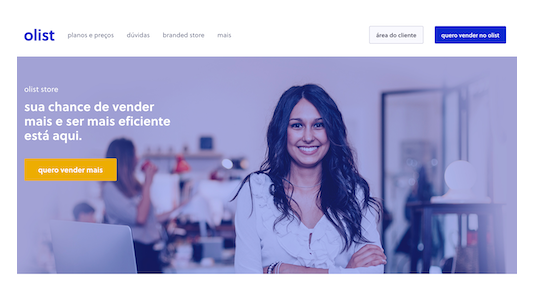 olist
planos e preços
dúvidas
branded store
mais
área do cliente
quero vender no olist
olist store
sua chance de vender
mais e ser mais eficiente
está aqui.
quero vender mais